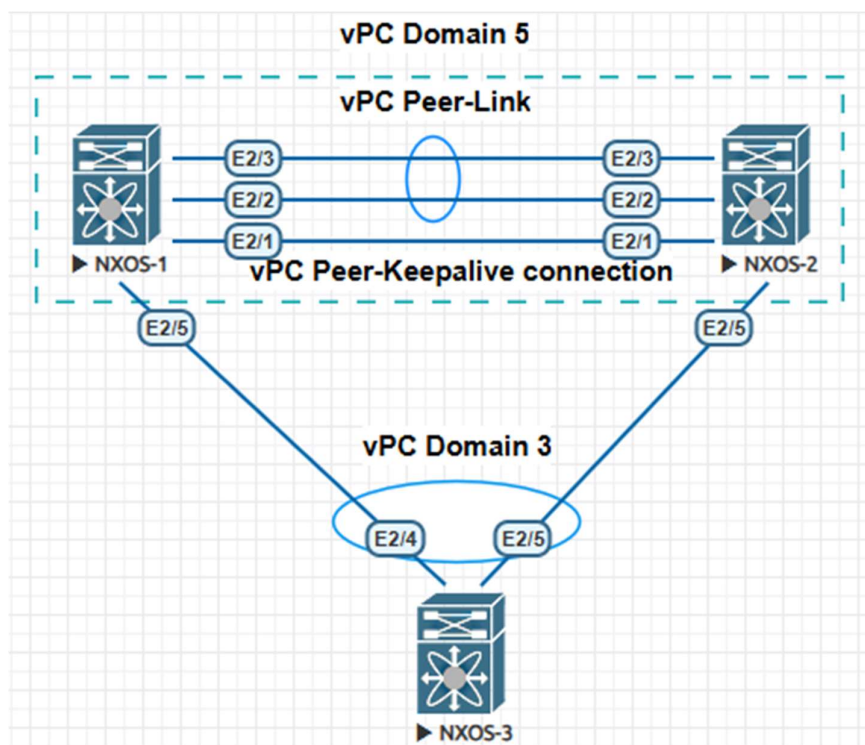 vPC Domain 5
vPC Peer-Link
E2/3 E2/3
E2/2 E2/2
E2/1 E2/1
▶ NXOS-1 vPC Peer-Keepalive connection ▶ NXOS-2
E2/5 E2/5
vPC Domain 3
E2/4 E2/5
▶ NXOS-3